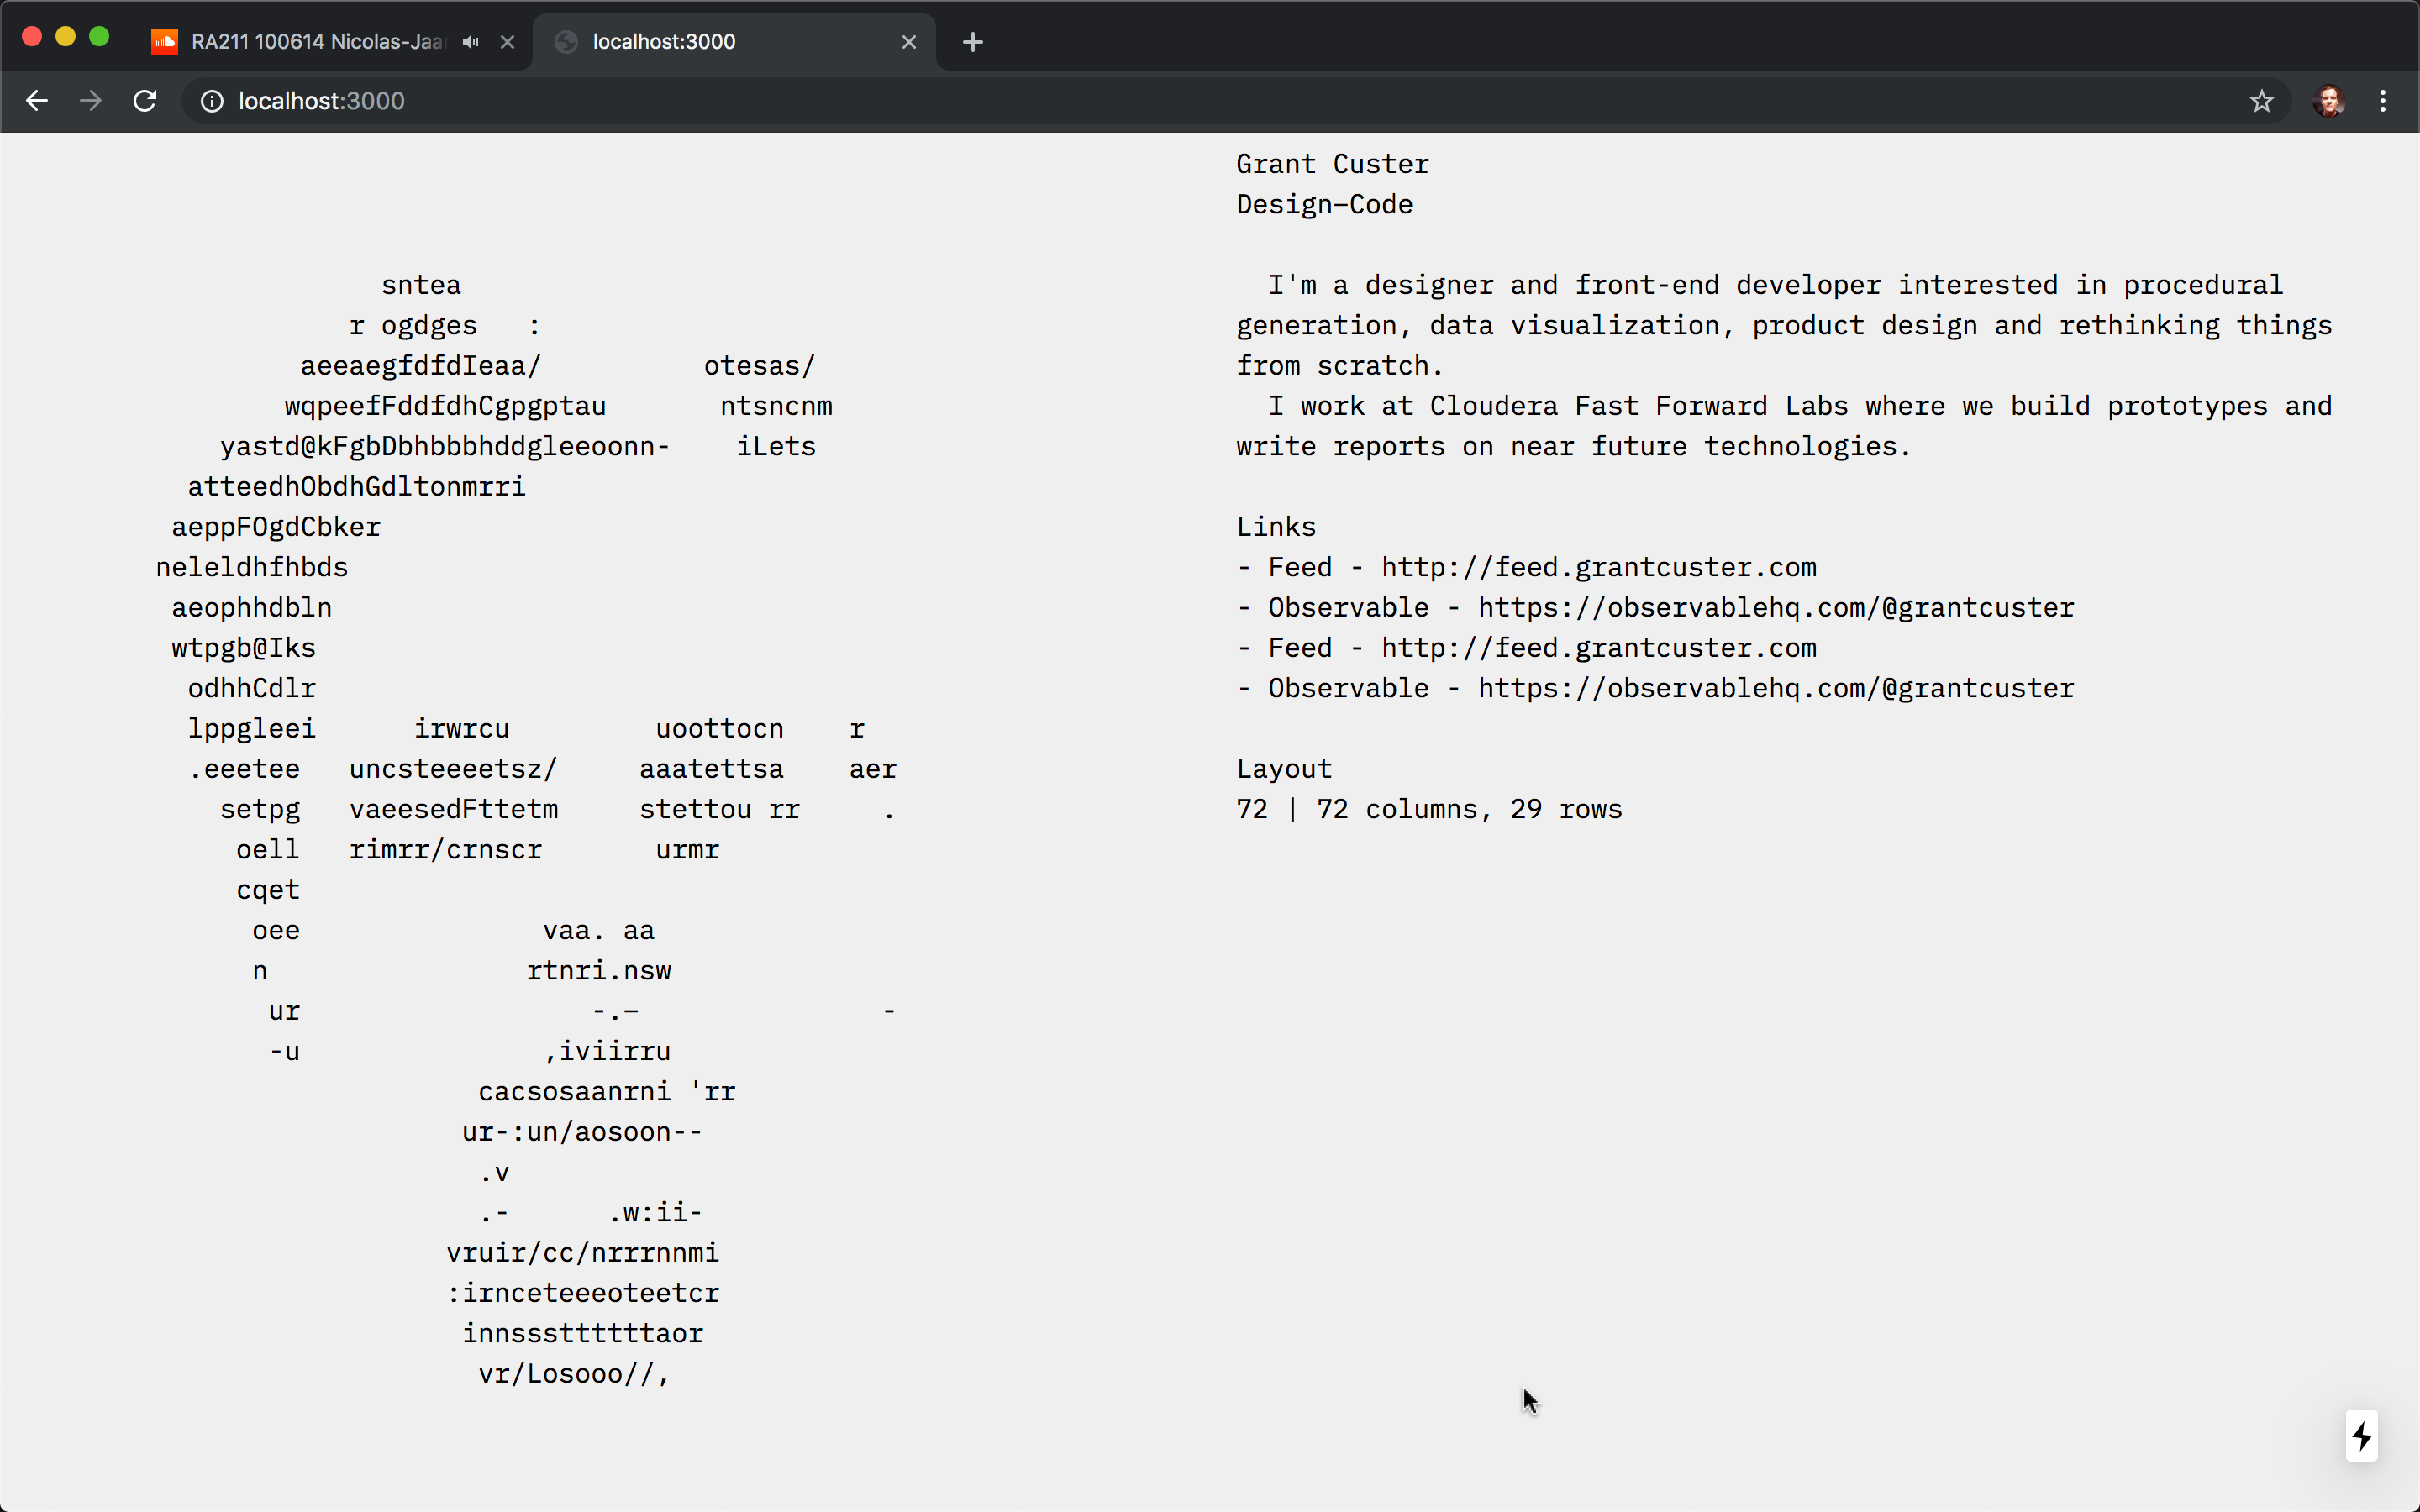 RA211 100614 Nicolas-Jaar
localhost:3000
localhost:3000
sntea
r ogdges   :
aeeaegfdfdIeaa/          otesas/
wqpeefFddfdhCgpgptau       ntsncnm
yastd@kFgbDbhbbbhddgleeoonn-    iLets
atteedhObdhGdltonmrri
aeppFOgdCbker
neleldhfhbds
aeophhdbln
wtpgb@Iks
odhhCdlr
lppgleei      irwrcu         uoottocn    r
.eeetee   uncsteeeetsz/     aaatettsa    aer
setpg   vaeesedFttetm     stettou rr     .
oell   rimrr/crnscr       urmr
cqet
oee               vaa. aa
n                rtnri.nsw
ur                  -.–               -
-u               ,iviirru
cacsosaanrni 'rr
ur-:un/aosoon--
.v
.-      .w:ii-
vruir/cc/nrrrnnmi
:irnceteeeoteetcr
innsssttttttaor
vr/Losooo//,
Grant Custer
Design–Code
I'm a designer and front-end developer interested in procedural
generation, data visualization, product design and rethinking things
from scratch.
I work at Cloudera Fast Forward Labs where we build prototypes and
write reports on near future technologies.
Links
- Feed - http://feed.grantcuster.com
- Observable - https://observablehq.com/@grantcuster
- Feed - http://feed.grantcuster.com
- Observable - https://observablehq.com/@grantcuster
Layout
72 | 72 columns, 29 rows